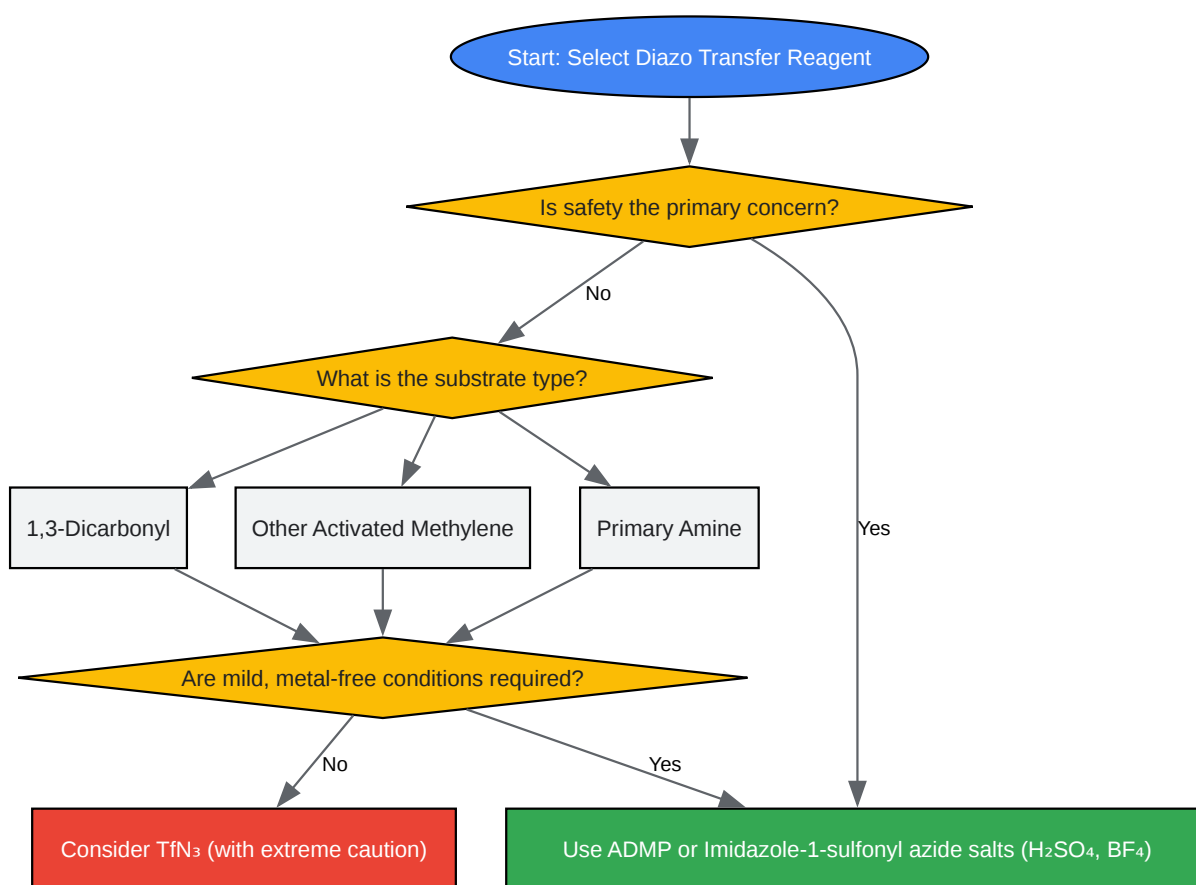 Start: Select Diazo Transfer Reagent
Is safety the primary concern?
No
What is the substrate type?
1,3-Dicarbonyl
Other Activated Methylene
Primary Amine
Yes
Are mild, metal-free conditions required?
No
Yes
Consider TfN₃ (with extreme caution)
Use ADMP or Imidazole-1-sulfonyl azide salts (H₂SO₄, BF₄)